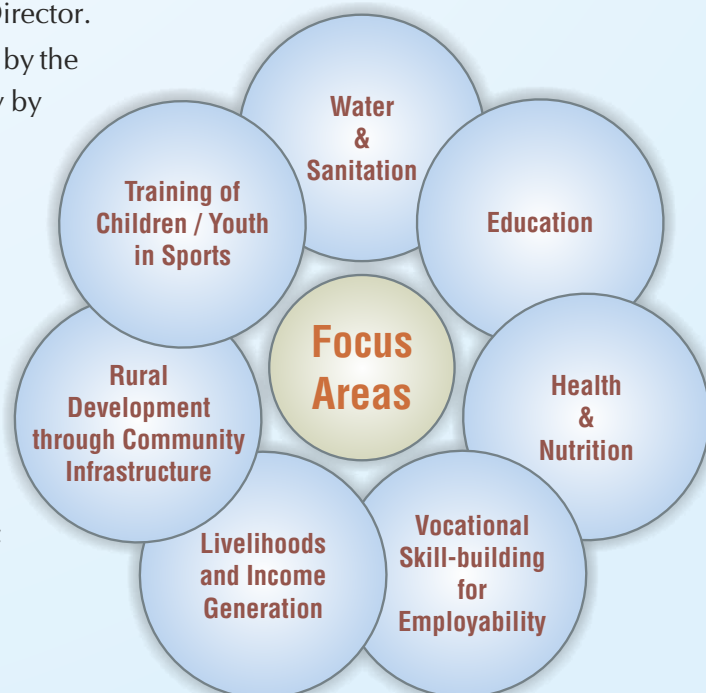 Director.
by the
by
Water
&
Sanitation
Education
Health
&
Nutrition
Vocational
Skill-building
for
Employability
Livelihoods
and Income
Generation
Rural
Development
through Community
Infrastructure
Training of
Children / Youth
in Sports
Focus
Areas